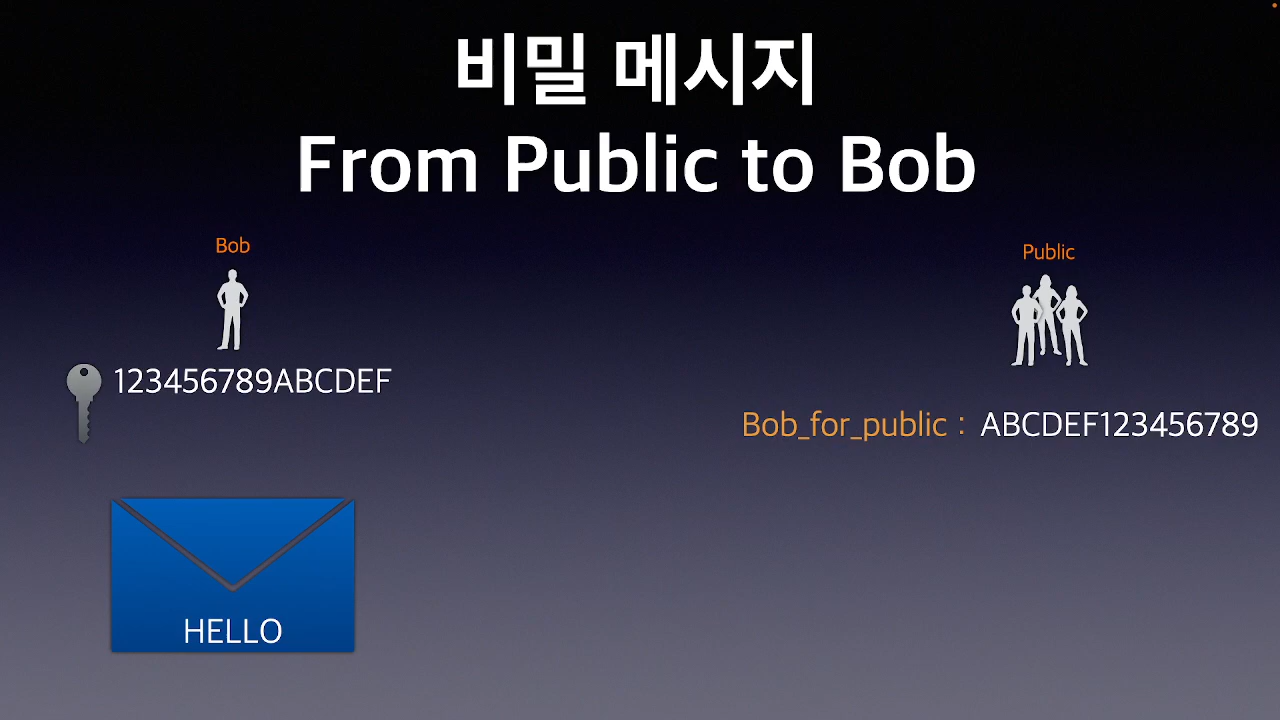 비밀 메시지
From Public to Bob
Bob
Public
123456789ABCDEF
Bob_for_public : ABCDEF123456789
HELLO